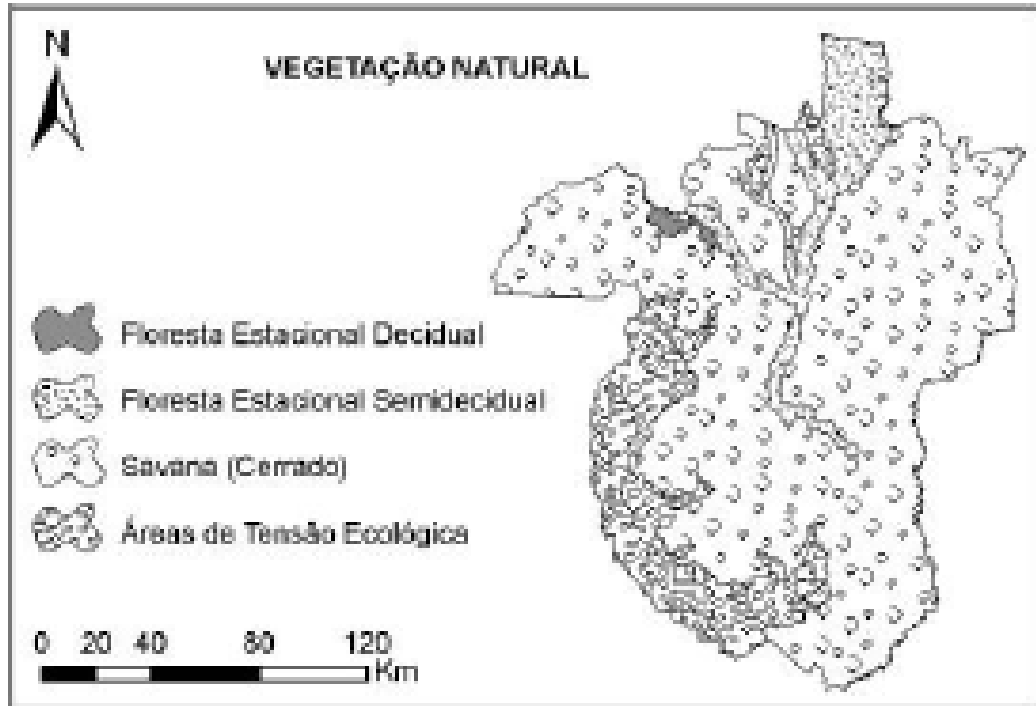 N
VEGETAÇÃO NATURAL
Floresta Estacional Decidual
Floresta Estacional Semidecidual
Savana (Cerrado)
Áreas de Tensão Ecológica
0 20 40 80 120
Km